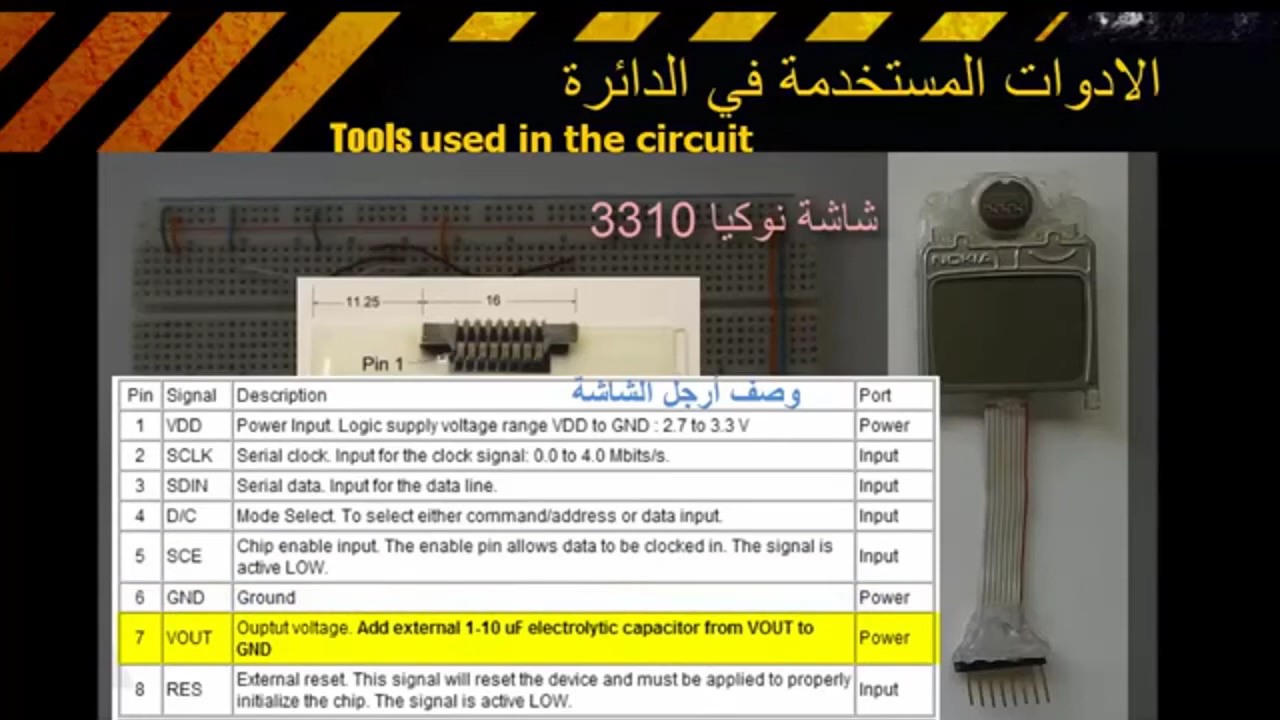 الادوات المستخدمة في الدائرة
Tools used in the circuit
شاشة نوكيا 3310
NOKIA
11.25 16
Pin 1
وصف أرجل الشاشة
Pin Signal Description Port
1 VDD Power Input. Logic supply voltage range VDD to GND : 2.7 to 3.3 V Power
2 SCLK Serial clock. Input for the clock signal: 0.0 to 4.0 Mbits/s. Input
3 SDIN Serial data. Input for the data line. Input
4 D/C Mode Select. To select either command/address or data input. Input
5 SCE Chip enable input. The enable pin allows data to be clocked in. The signal is
active LOW. Input
6 GND Ground Power
7 VOUT Ouptut voltage. Add external 1-10 uF electrolytic capacitor from VOUT to
GND Power
8 RES External reset. This signal will reset the device and must be applied to properly
initialize the chip. The signal is active LOW. Input